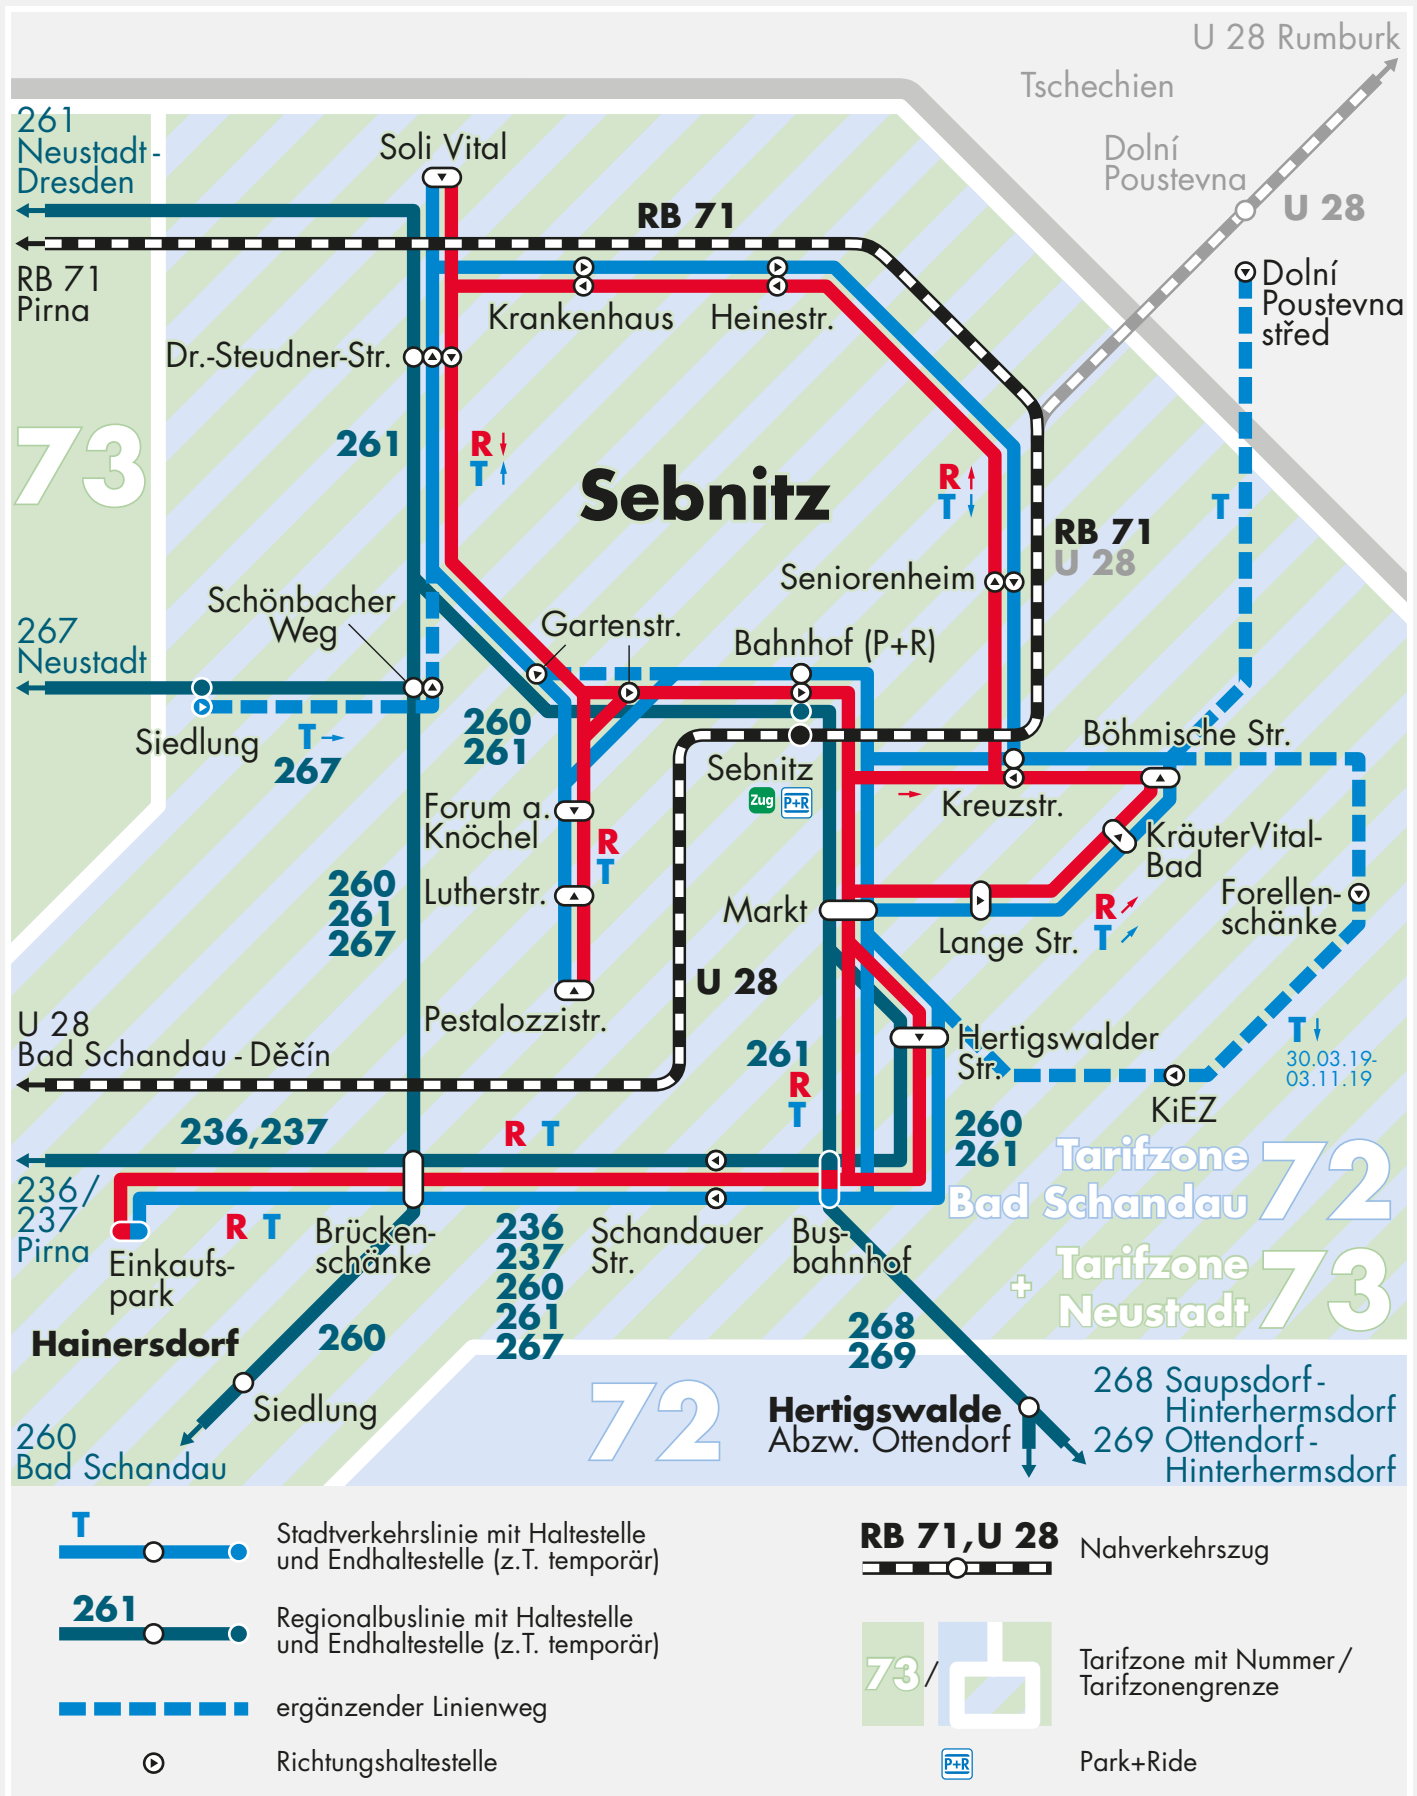 U 28 Rumburk
Tschechien
Dolní
Poustevna
U 28
261
Neustadt-
Dresden
Soli Vital
RB 71
RB 71
Pirna
Krankenhaus
Heinestr.
Dolní
Poustevna
střed
Dr.-Steudner-Str.
73
261
R
T
Sebnitz
R
T
T
RB 71
U 28
Seniorenheim
Schönbacher
Weg
Gartenstr.
Bahnhof (P+R)
267
Neustadt
Siedlung
T
267
260
261
Sebnitz
Zug
P+R
Böhmische Str.
Kreuzstr.
Forum a.
Knöchel
R
T
KräuterVital-
Bad
260
261
267
Lutherstr.
Markt
Lange Str.
R
T
Forellen-
schänke
U 28
Pestalozzistr.
U 28
Bad Schandau - Děčín
261
R
T
Hertigswalder
Str.
T
30.03.19-
03.11.19
KiEZ
236,237
R T
260
261
Tarifzone
Bad Schandau
72
236/
237
Pirna
R T
Einkaufs-
park
Brücken-
schänke
236
237
260
261
267
Schandauer
Str.
Bus-
bahnhof
+
Tarifzone
Neustadt
73
Hainersdorf
260
268
269
Siedlung
72
Hertigswalde
Abzw. Ottendorf
268 Saupsdorf-
Hinterhermsdorf
269 Ottendorf-
Hinterhermsdorf
260
Bad Schandau
T
Stadtverkehrslinie mit Haltestelle
und Endhaltestelle (z.T. temporär)
261
Regionalbuslinie mit Haltestelle
und Endhaltestelle (z.T. temporär)
ergänzender Linienweg
Richtungshaltestelle
RB 71,U 28
Nahverkehrszug
73/
Tarifzone mit Nummer/
Tarifzonengrenze
P+R
Park+Ride